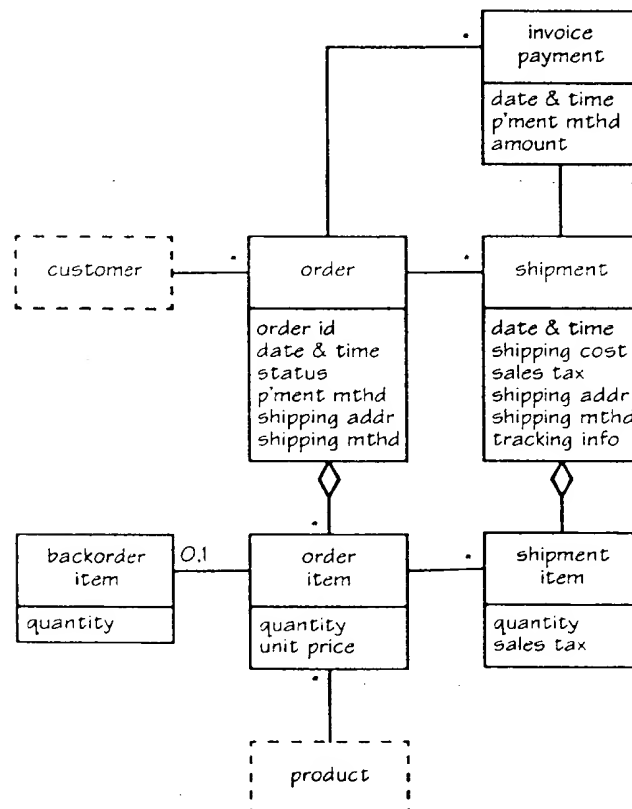 invoice
payment
date & time
p'ment mthd
amount
*
customer
*
order
*
shipment
order id
date & time
status
p'ment mthd
shipping addr
shipping mthd
date & time
shipping cost
sales tax
shipping addr
shipping mthd
tracking info
*
backorder
item
0,1
order
item
*
shipment
item
quantity
quantity
unit price
quantity
sales tax
*
product